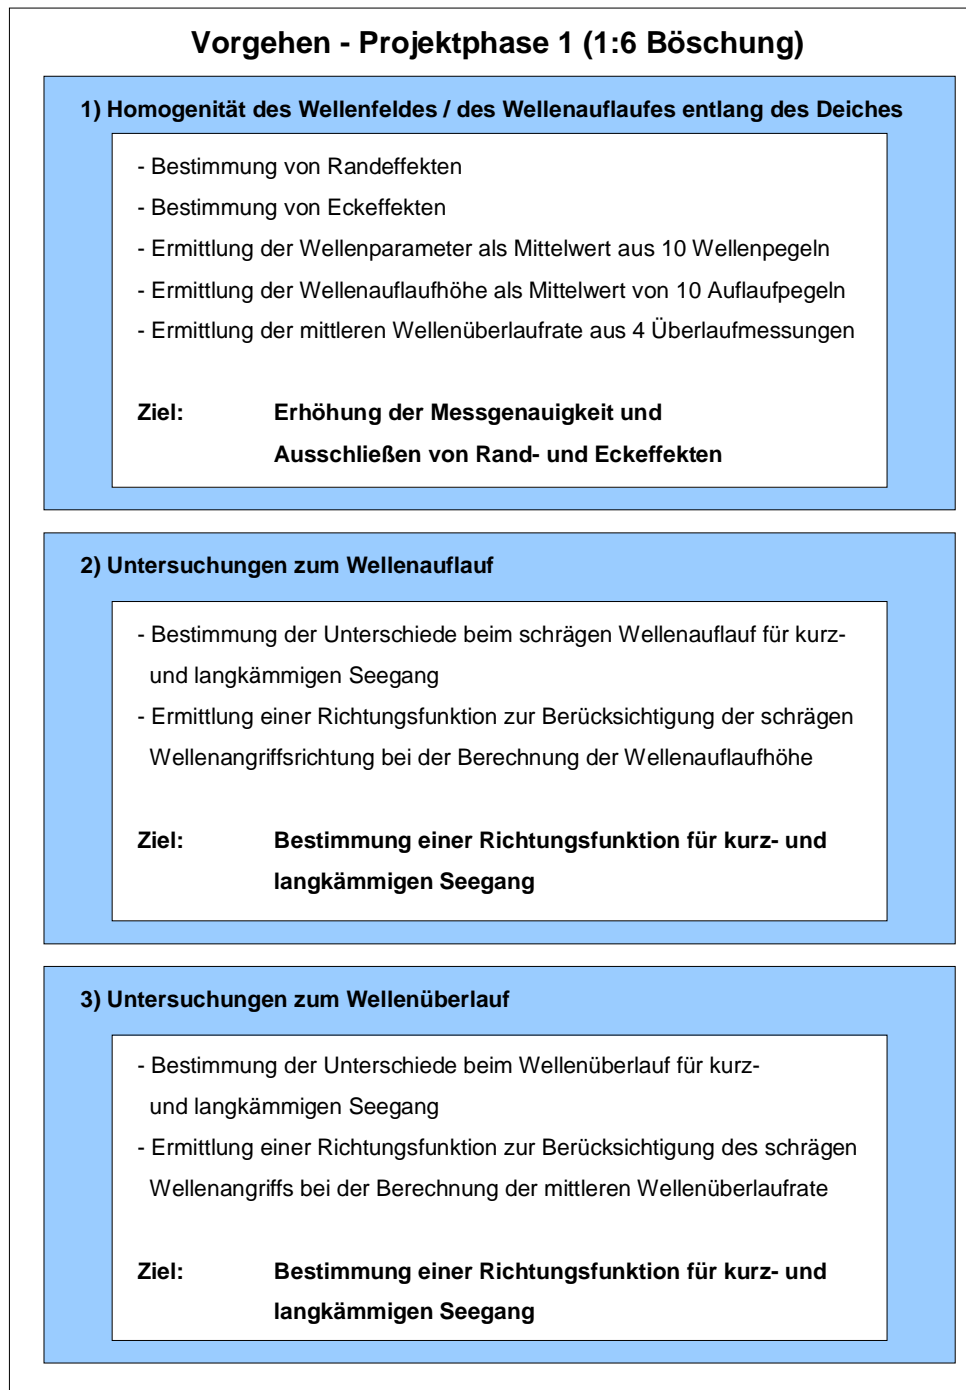 Vorgehen - Projektphase 1 (1:6 Böschung)
1) Homogenität des Wellenfeldes / des Wellenauflaufes entlang des Deiches
- Bestimmung von Randeffekten
- Bestimmung von Eckeffekten
- Ermittlung der Wellenparameter als Mittelwert aus 10 Wellenpegeln
- Ermittlung der Wellenauflaufhöhe als Mittelwert von 10 Auflaufpegeln
- Ermittlung der mittleren Wellenüberlaufrate aus 4 Überlaufmessungen
Ziel: Erhöhung der Messgenauigkeit und
Ausschließen von Rand- und Eckeffekten
2) Untersuchungen zum Wellenauflauf
- Bestimmung der Unterschiede beim schrägen Wellenauflauf für kurz-
und langkämmigen Seegang
- Ermittlung einer Richtungsfunktion zur Berücksichtigung der schrägen
Wellenangriffsrichtung bei der Berechnung der Wellenauflaufhöhe
Ziel: Bestimmung einer Richtungsfunktion für kurz- und
langkämmigen Seegang
3) Untersuchungen zum Wellenüberlauf
- Bestimmung der Unterschiede beim Wellenüberlauf für kurz-
und langkämmigen Seegang
- Ermittlung einer Richtungsfunktion zur Berücksichtigung des schrägen
Wellenangriffs bei der Berechnung der mittleren Wellenüberlaufrate
Ziel: Bestimmung einer Richtungsfunktion für kurz- und
langkämmigen Seegang